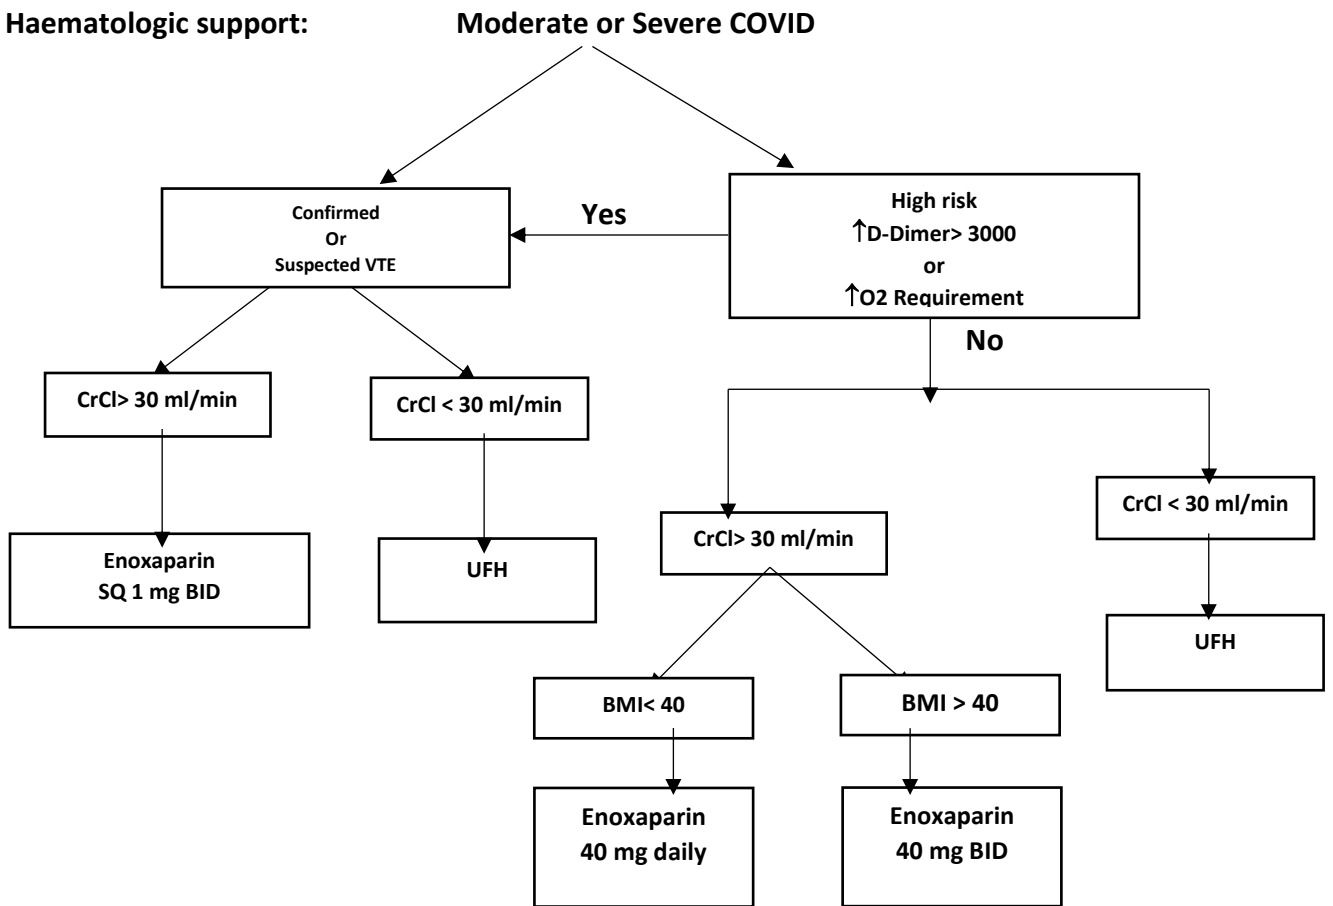 Haematologic support: Moderate or Severe COVID
Confirmed
Or
Suspected VTE
Yes
High risk
↑D-Dimer> 3000
or
↑O2 Requirement
No
CrCl> 30 ml/min
CrCl < 30 ml/min
Enoxaparin
SQ 1 mg BID
UFH
CrCl> 30 ml/min
CrCl < 30 ml/min
UFH
BMI< 40
BMI > 40
Enoxaparin
40 mg daily
Enoxaparin
40 mg BID